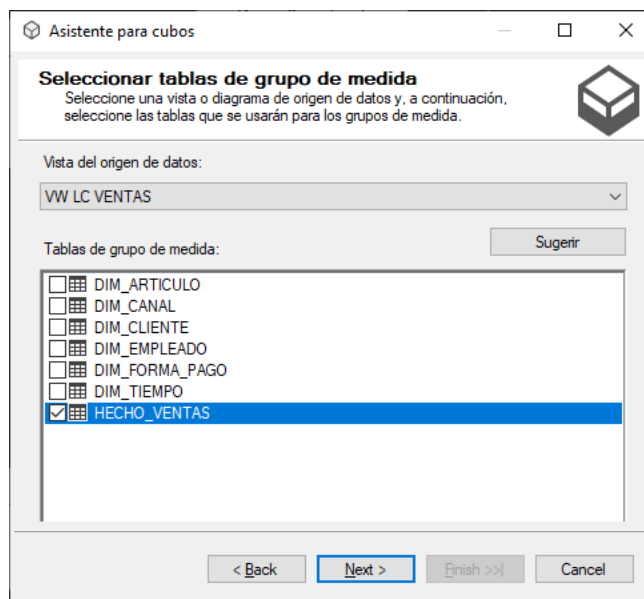 Asistente para cubos
Seleccionar tablas de grupo de medida
Seleccione una vista o diagrama de origen de datos y, a continuación,
seleccione las tablas que se usarán para los grupos de medida.
Vista del origen de datos:
VW LC VENTAS
Tablas de grupo de medida:
Sugerir
DIM_ARTICULO
DIM_CANAL
DIM_CLIENTE
DIM_EMPLEADO
DIM_FORMA_PAGO
DIM_TIEMPO
HECHO_VENTAS
< Back
Next >
Finish >>|
Cancel